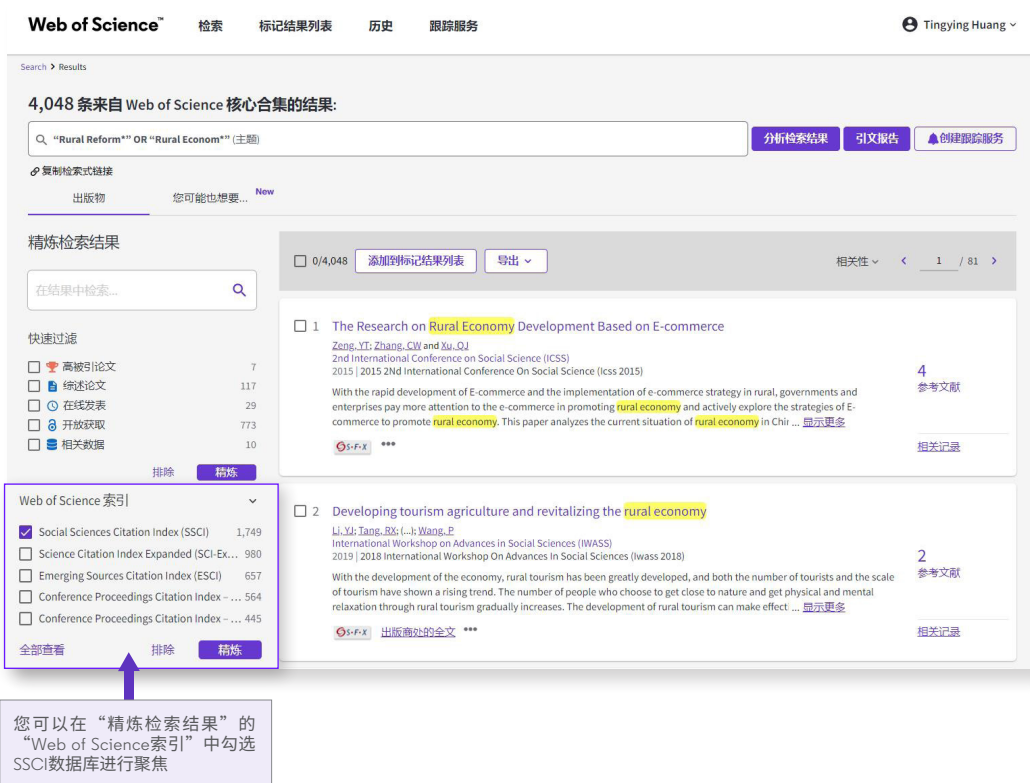 Web of Science™ 检索 标记结果列表 历史 跟踪服务 Tingying Huang
Search > Results
4,048 条来自 Web of Science 核心合集的结果:
“Rural Reform*” OR “Rural Econom*” (主题) 分析检索结果 引文报告 创建跟踪服务
复制检索式链接
出版物 您可能也想要... New
精炼检索结果
在结果中检索...
快速过滤
高被引论文 7
综述论文 117
在线发表 29
开放获取 773
相关数据 10
排除 精炼
Web of Science 索引
Social Sciences Citation Index (SSCI) 1,749
Science Citation Index Expanded (SCI-Ex... 980
Emerging Sources Citation Index (ESCI) 657
Conference Proceedings Citation Index – ... 564
Conference Proceedings Citation Index – ... 445
全部查看 排除 精炼
您可以在“精炼检索结果”的
“Web of Science索引”中勾选
SSCI数据库进行聚焦
0/4,048 添加到标记结果列表 导出 相关性 < 1 / 81 >
1 The Research on Rural Economy Development Based on E-commerce
Zeng, YT; Zhang, CW and Xu, QJ
2nd International Conference on Social Science (ICSS)
2015 | 2015 2Nd International Conference On Social Science (Icss 2015)
With the rapid development of E-commerce and the implementation of e-commerce strategy in rural, governments and
enterprises pay more attention to the e-commerce in promoting rural economy and actively explore the strategies of E-
commerce to promote rural economy. This paper analyzes the current situation of rural economy in Chir ... 显示更多
S·F·X •••
4
参考文献
相关记录
2 Developing tourism agriculture and revitalizing the rural economy
Li, YJ; Tang, RX; (...); Wang, P
International Workshop on Advances in Social Sciences (IWASS)
2019 | 2018 International Workshop On Advances In Social Sciences (Iwass 2018)
With the development of the economy, rural tourism has been greatly developed, and both the number of tourists and the scale
of tourism have shown a rising trend. The number of people who choose to get close to nature and get physical and mental
relaxation through rural tourism gradually increases. The development of rural tourism can make effect ... 显示更多
S·F·X 出版商处的全文 •••
2
参考文献
相关记录